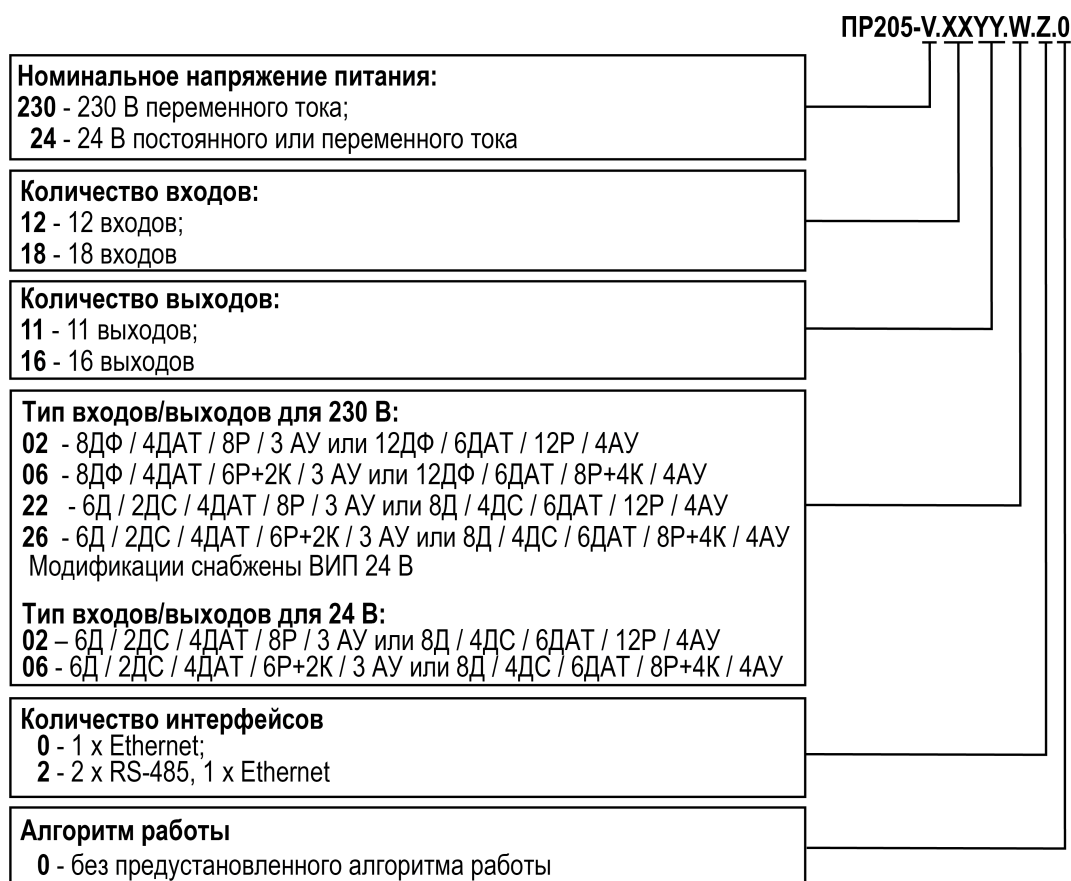 ПР205-V.XXYY.W.Z.0
Номинальное напряжение питания:
230 - 230 В переменного тока;
24 - 24 В постоянного или переменного тока
Количество входов:
12 - 12 входов;
18 - 18 входов
Количество выходов:
11 - 11 выходов;
16 - 16 выходов
Тип входов/выходов для 230 В:
02 - 8ДФ / 4ДАТ / 8Р / 3 АУ или 12ДФ / 6ДАТ / 12Р / 4АУ
06 - 8ДФ / 4ДАТ / 6Р+2К / 3 АУ или 12ДФ / 6ДАТ / 8Р+4К / 4АУ
22 - 6Д / 2ДС / 4ДАТ / 8Р / 3 АУ или 8Д / 4ДС / 6ДАТ / 12Р / 4АУ
26 - 6Д / 2ДС / 4ДАТ / 6Р+2К / 3 АУ или 8Д / 4ДС / 6ДАТ / 8Р+4К / 4АУ
Модификации снабжены ВИП 24 В
Тип входов/выходов для 24 В:
02 – 6Д / 2ДС / 4ДАТ / 8Р / 3 АУ или 8Д / 4ДС / 6ДАТ / 12Р / 4АУ
06 - 6Д / 2ДС / 4ДАТ / 6Р+2К / 3 АУ или 8Д / 4ДС / 6ДАТ / 8Р+4К / 4АУ
Количество интерфейсов
0 - 1 х Ethernet;
2 - 2 х RS-485, 1 х Ethernet
Алгоритм работы
0 - без предустановленного алгоритма работы